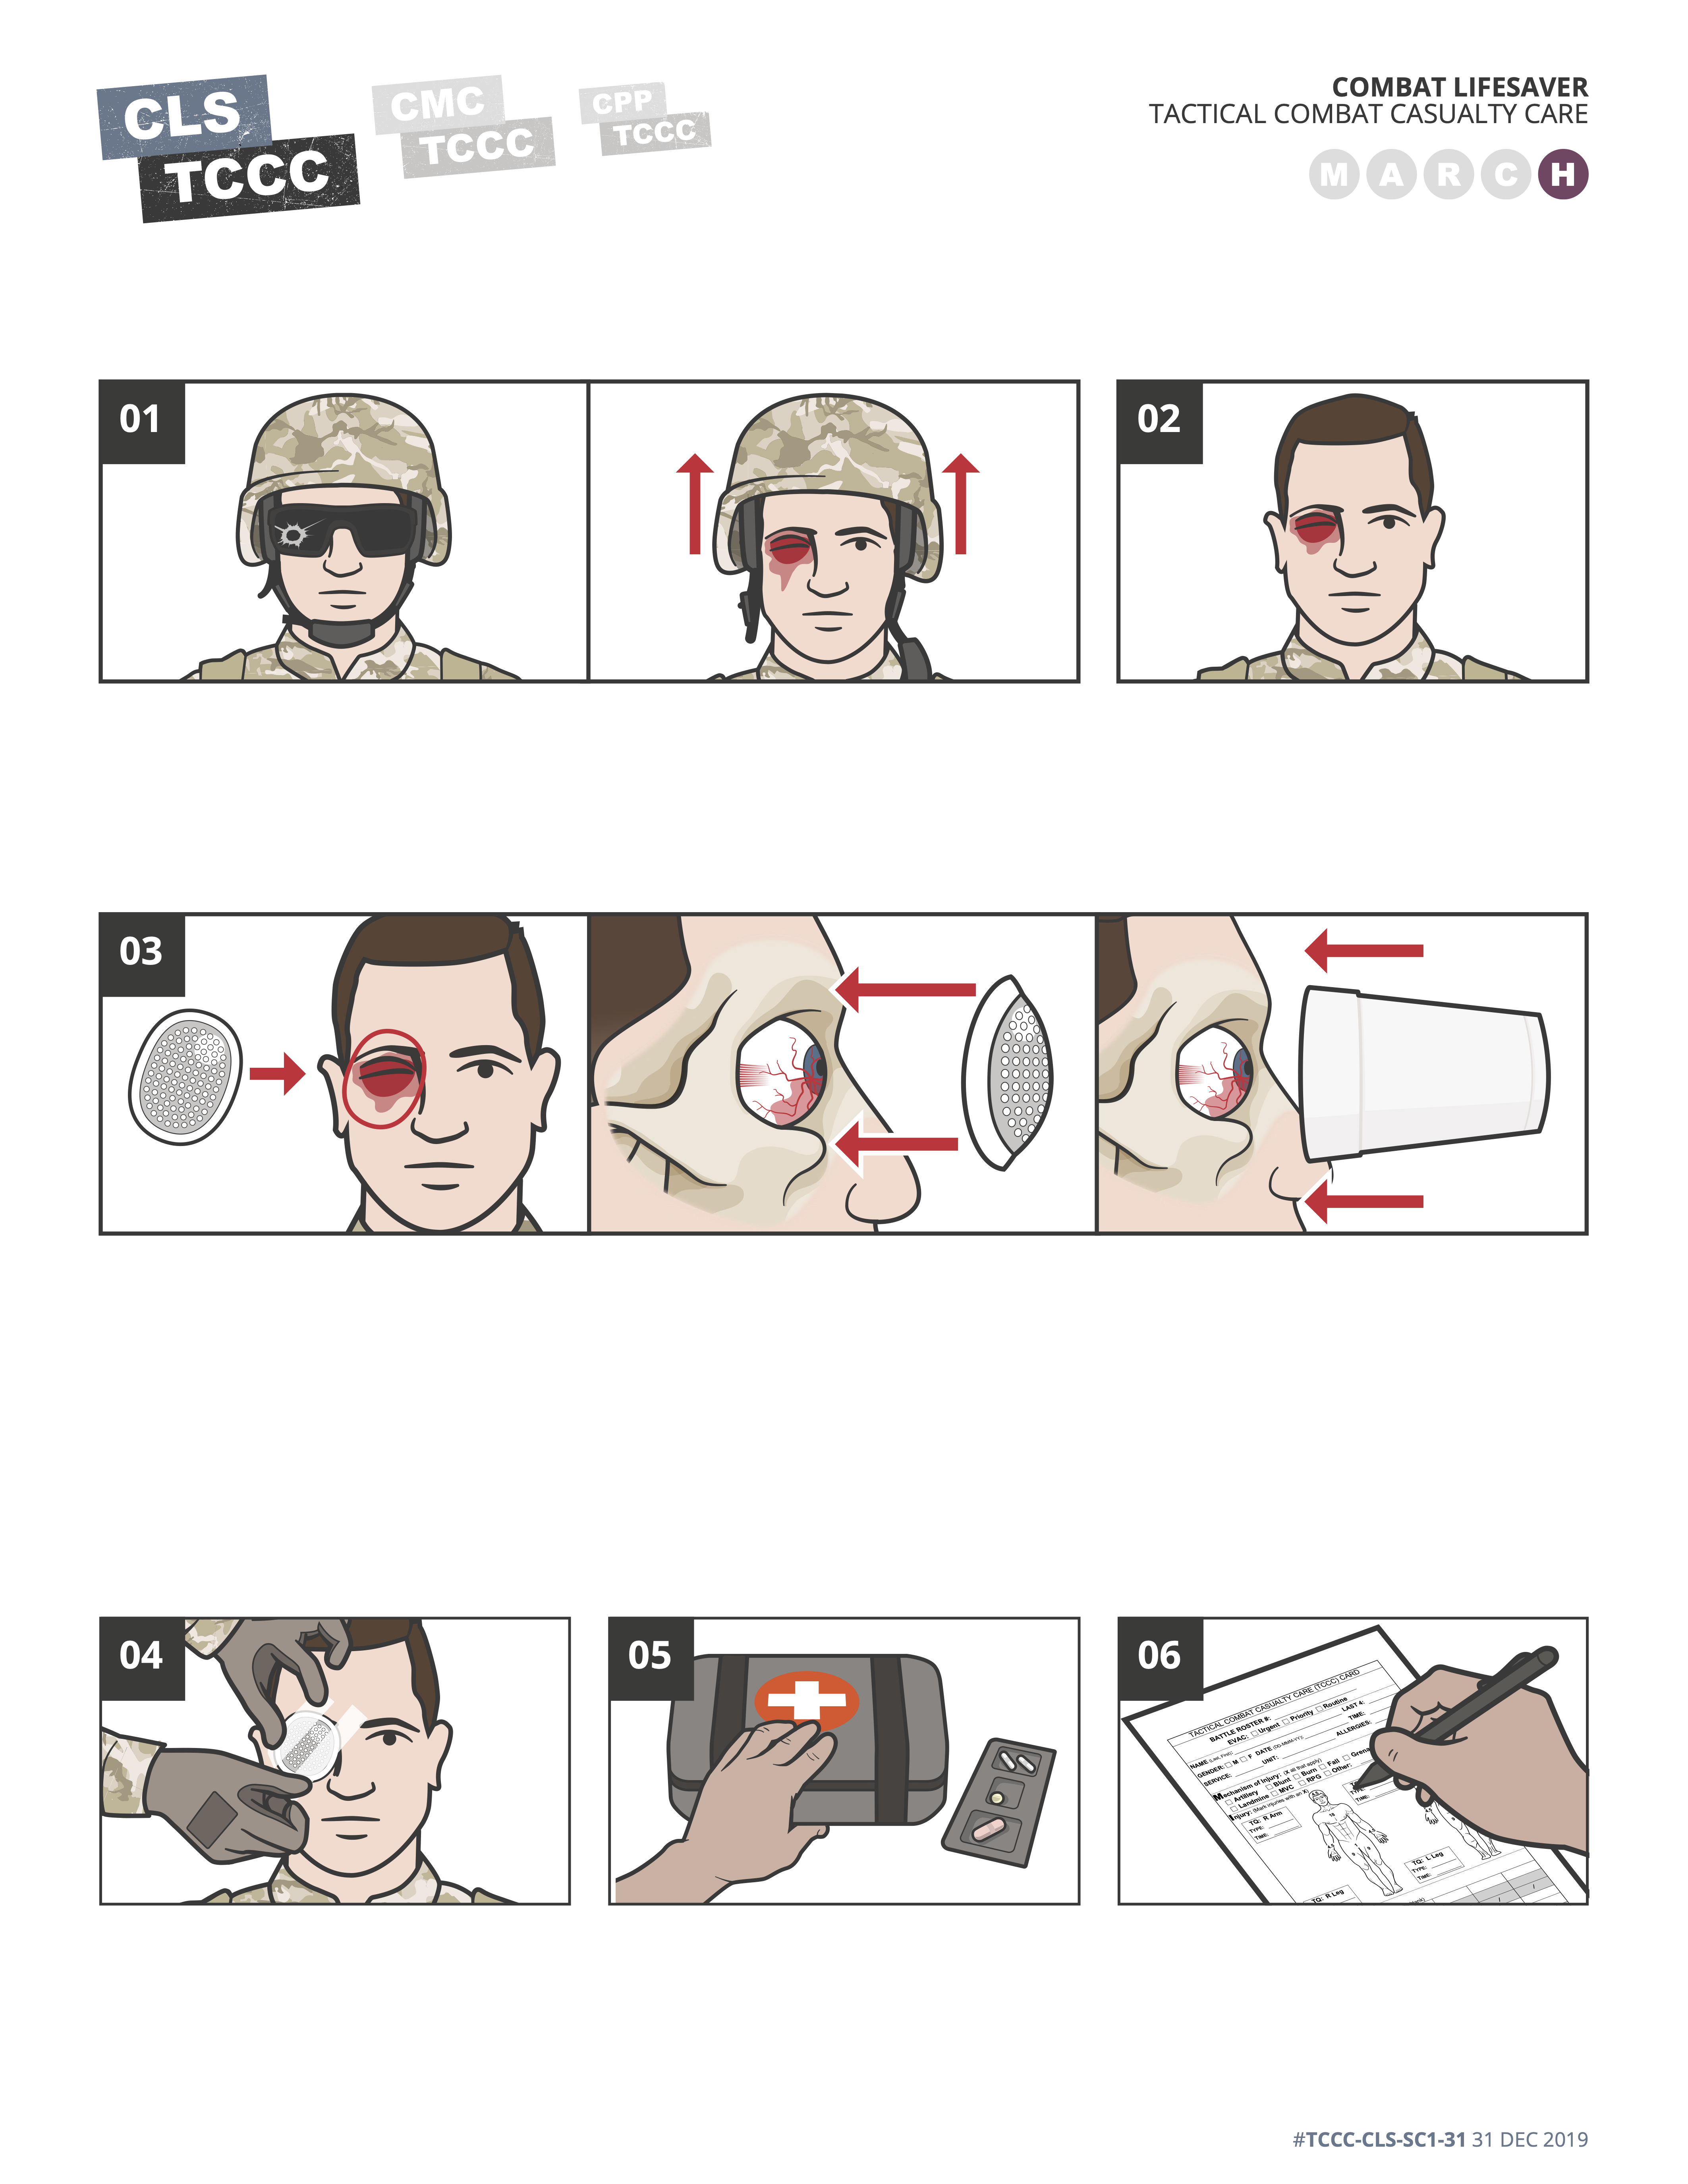 CLS
TCCC
CMC
TCCC
CPP
TCCC
COMBAT LIFESAVER
TACTICAL COMBAT CASUALTY CARE
M A R C H
01
02
03
04
05
06
TACTICAL COMBAT CASUALTY CARE (TCCC) CARD
BATTLE ROSTER #:
EVAC: Urgent Priority Routine
NAME (Last, First): LAST 4:
GENDER: M F DATE (DD-MMM-YY): TIME:
SERVICE: UNIT: ALLERGIES:
Mechanism of Injury: (X all that apply)
Artillery Blunt Burn Fall
Landmine MVC RPG Other:
Injury: (Mark injuries with an X)
TQ: R Arm
TYPE:
TIME:
TYPE:
TIME:
TQ: L Leg
TYPE:
TIME:
TQ: R Leg
#TCCC-CLS-SC1-31 31 DEC 2019